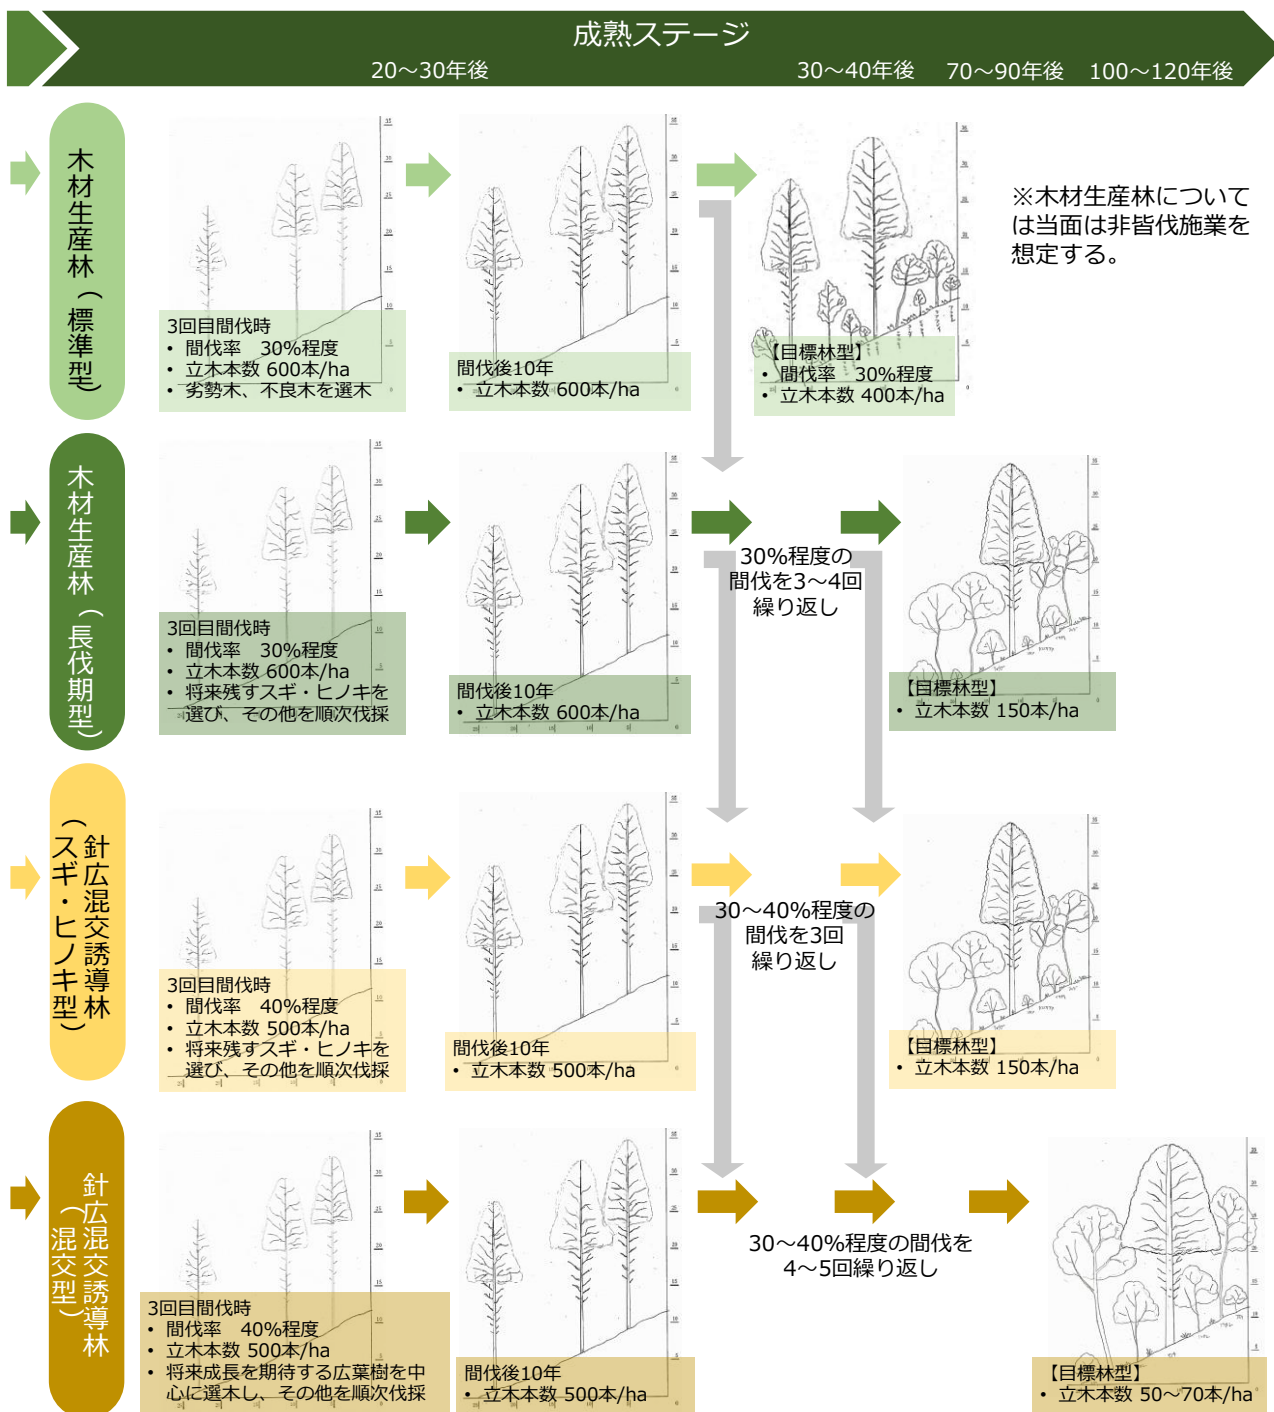 成熟ステージ
20～30年後
30～40年後
70～90年後
100～120年後
木材生産林（標準型）
3回目間伐時
• 間伐率　30%程度
• 立木本数 600本/ha
• 劣勢木、不良木を選木
間伐後10年
• 立木本数 600本/ha
【目標林型】
• 間伐率　30%程度
• 立木本数 400本/ha
※木材生産林について
は当面は非皆伐施業を
想定する。
木材生産林（長伐期型）
3回目間伐時
• 間伐率　30%程度
• 立木本数 600本/ha
• 将来残すスギ・ヒノキを
選び、その他を順次伐採
間伐後10年
• 立木本数 600本/ha
30%程度の
間伐を3～4回
繰り返し
【目標林型】
• 立木本数 150本/ha
針広混交誘導林
（スギ・ヒノキ型）
3回目間伐時
• 間伐率　40%程度
• 立木本数 500本/ha
• 将来残すスギ・ヒノキを
選び、その他を順次伐採
間伐後10年
• 立木本数 500本/ha
30～40%程度の
間伐を3回
繰り返し
【目標林型】
• 立木本数 150本/ha
針広混交誘導林
（混交型）
3回目間伐時
• 間伐率　40%程度
• 立木本数 500本/ha
• 将来成長を期待する広葉樹を中
心に選木し、その他を順次伐採
間伐後10年
• 立木本数 500本/ha
30～40%程度の間伐を
4～5回繰り返し
【目標林型】
• 立木本数 50～70本/ha